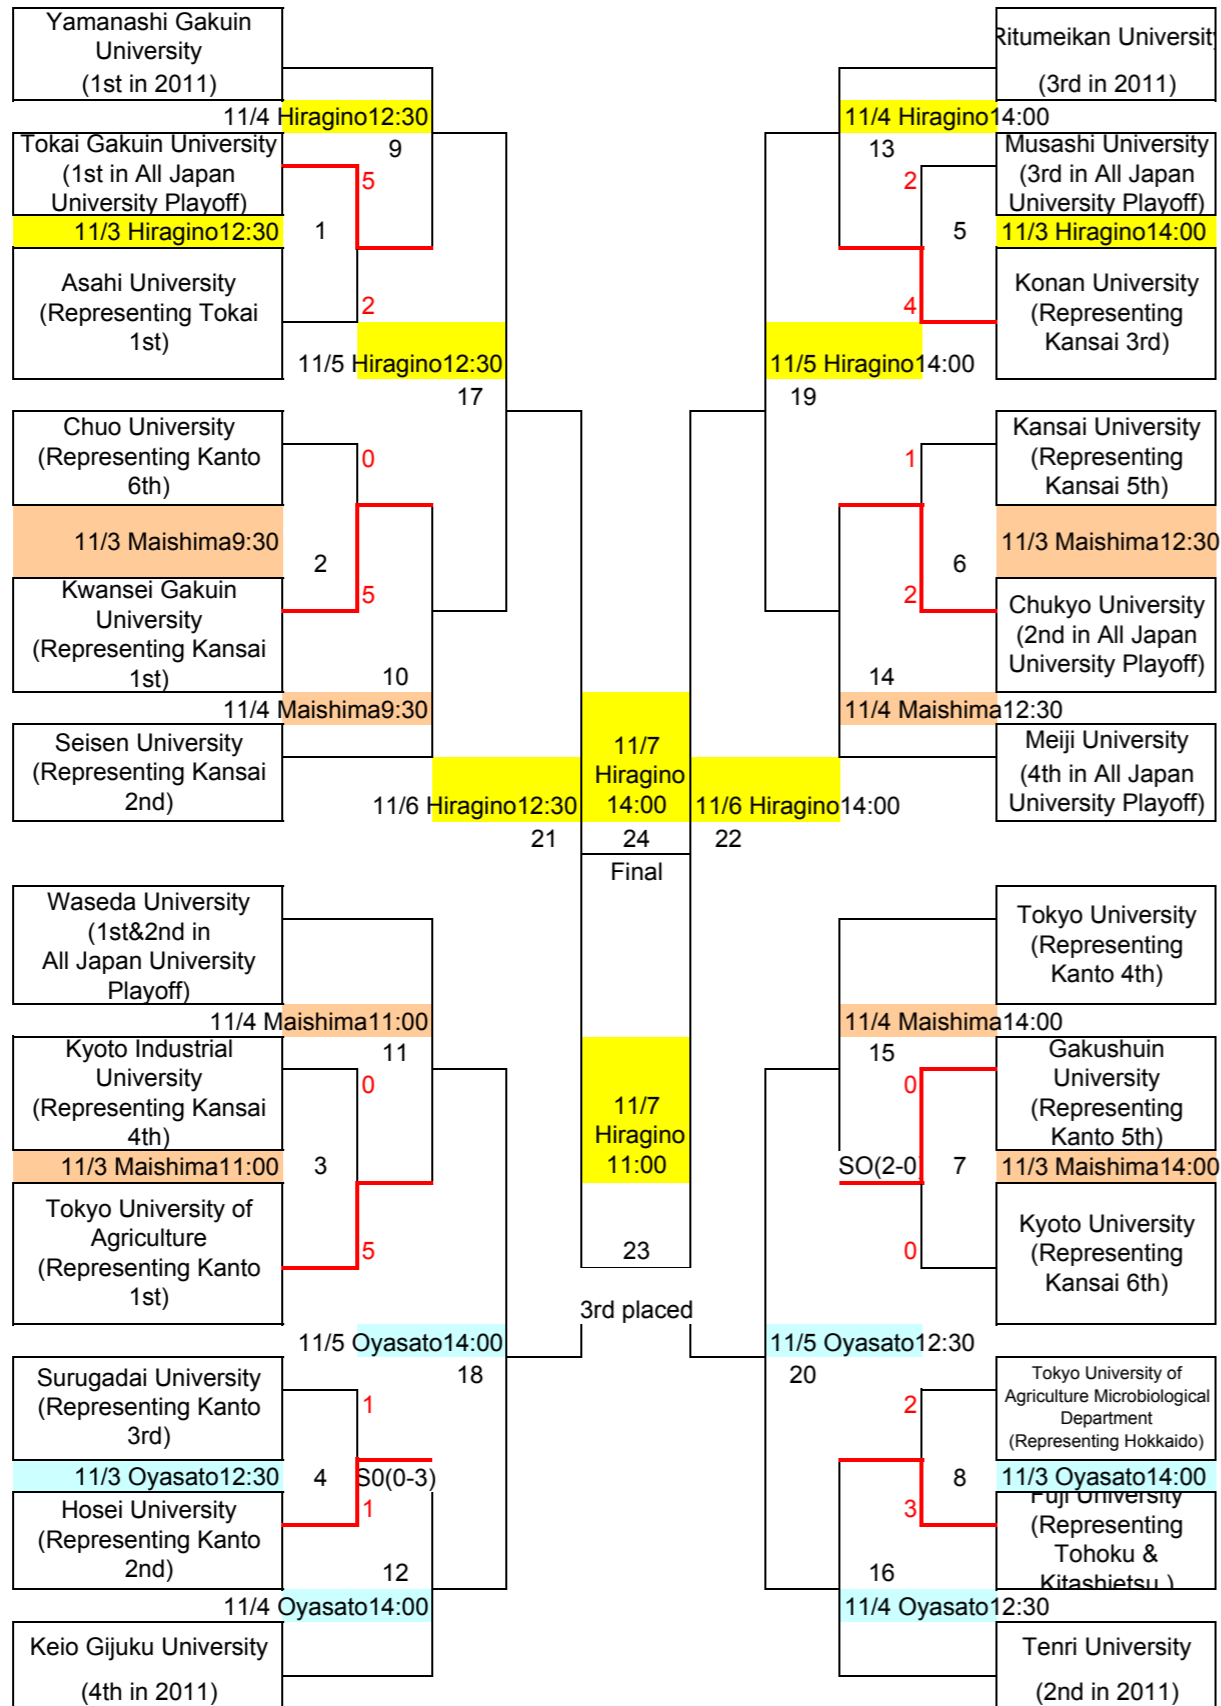 Yamanashi Gakuin
University
(1st in 2011)
11/4 Hiragino12:30
9
Tokai Gakuin University
(1st in All Japan
University Playoff)
5
11/3 Hiragino12:30
1
Asahi University
(Representing Tokai
1st)
2
11/5 Hiragino12:30
17
Chuo University
(Representing Kanto
6th)
0
11/3 Maishima9:30
2
Kwansei Gakuin
University
(Representing Kansai
1st)
5
10
11/4 Maishima9:30
Seisen University
(Representing Kansai
2nd)
11/6 Hiragino12:30
21
Waseda University
(1st&2nd in
All Japan University
Playoff)
11/4 Maishima11:00
11
Kyoto Industrial
University
(Representing Kansai
4th)
0
11/3 Maishima11:00
3
Tokyo University of
Agriculture
(Representing Kanto
1st)
5
11/5 Oyasato14:00
18
Surugadai University
(Representing Kanto
3rd)
1
11/3 Oyasato12:30
4
S0(0-3)
Hosei University
(Representing Kanto
2nd)
1
12
11/4 Oyasato14:00
Keio Gijuku University
(4th in 2011)
11/7
Hiragino
14:00
24
Final
11/7
Hiragino
11:00
23
3rd placed
Ritumeikan University
(3rd in 2011)
11/4 Hiragino14:00
13
Musashi University
(3rd in All Japan
University Playoff)
2
5
11/3 Hiragino14:00
Konan University
(Representing
Kansai 3rd)
4
11/5 Hiragino14:00
19
Kansai University
(Representing
Kansai 5th)
1
11/3 Maishima12:30
6
Chukyo University
(2nd in All Japan
University Playoff)
2
14
11/4 Maishima12:30
Meiji University
(4th in All Japan
University Playoff)
11/6 Hiragino14:00
22
Tokyo University
(Representing
Kanto 4th)
11/4 Maishima14:00
15
Gakushuin
University
(Representing
Kanto 5th)
0
SO(2-0)
7
11/3 Maishima14:00
Kyoto University
(Representing
Kansai 6th)
0
11/5 Oyasato12:30
20
Tokyo University of
Agriculture Microbiological
Department
(Representing Hokkaido)
2
8
11/3 Oyasato14:00
Fuji University
(Representing
Tohoku &
Kitashietsu )
3
16
11/4 Oyasato12:30
Tenri University
(2nd in 2011)